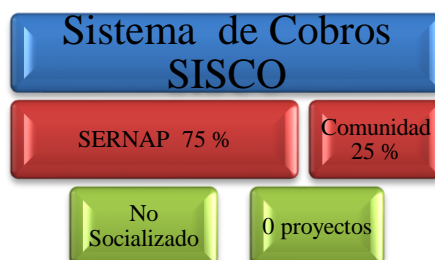 Sistema de Cobros
SISCO
SERNAP 75 %
Comunidad
25 %
No
Socializado
0 proyectos